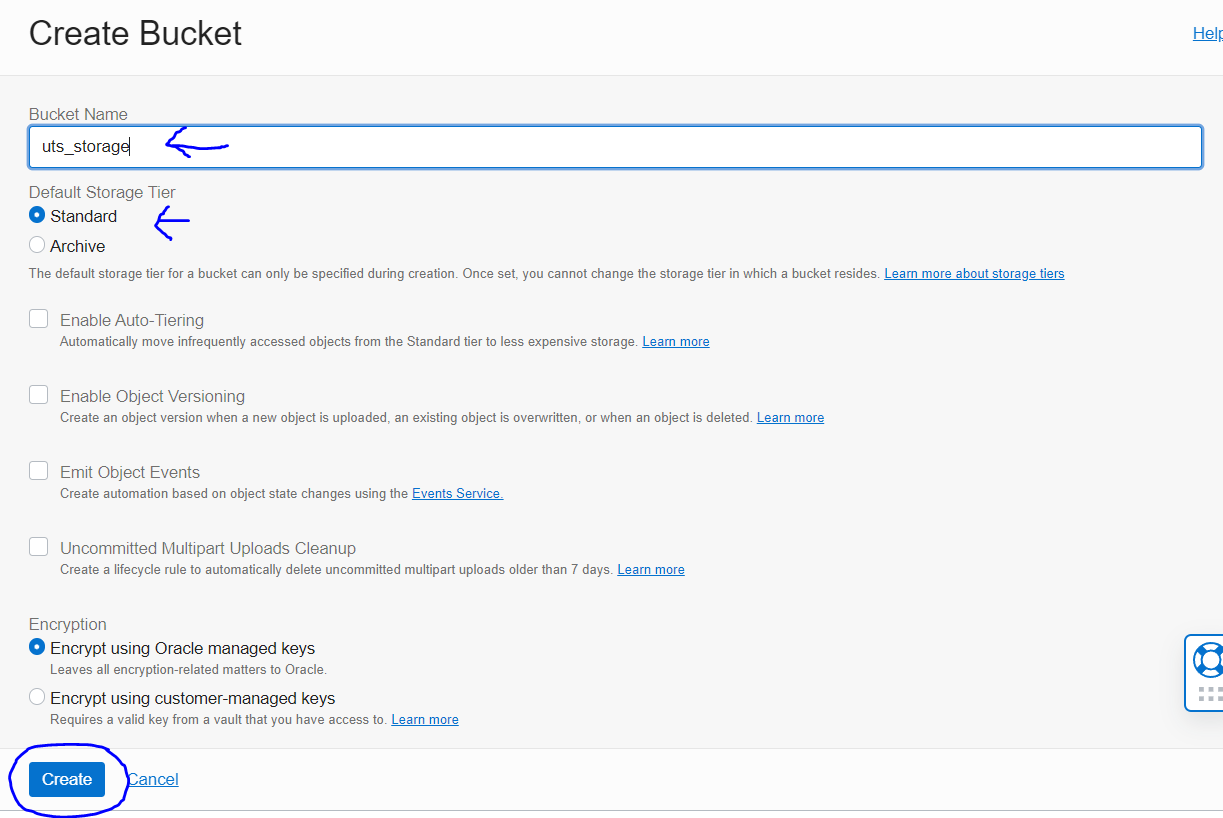 Create Bucket
Help
Bucket Name
uts_storage
Default Storage Tier
Standard
Archive
The default storage tier for a bucket can only be specified during creation. Once set, you cannot change the storage tier in which a bucket resides. Learn more about storage tiers
Enable Auto-Tiering
Automatically move infrequently accessed objects from the Standard tier to less expensive storage. Learn more
Enable Object Versioning
Create an object version when a new object is uploaded, an existing object is overwritten, or when an object is deleted. Learn more
Emit Object Events
Create automation based on object state changes using the Events Service.
Uncommitted Multipart Uploads Cleanup
Create a lifecycle rule to automatically delete uncommitted multipart uploads older than 7 days. Learn more
Encryption
Encrypt using Oracle managed keys
Leaves all encryption-related matters to Oracle.
Encrypt using customer-managed keys
Requires a valid key from a vault that you have access to. Learn more
Create Cancel